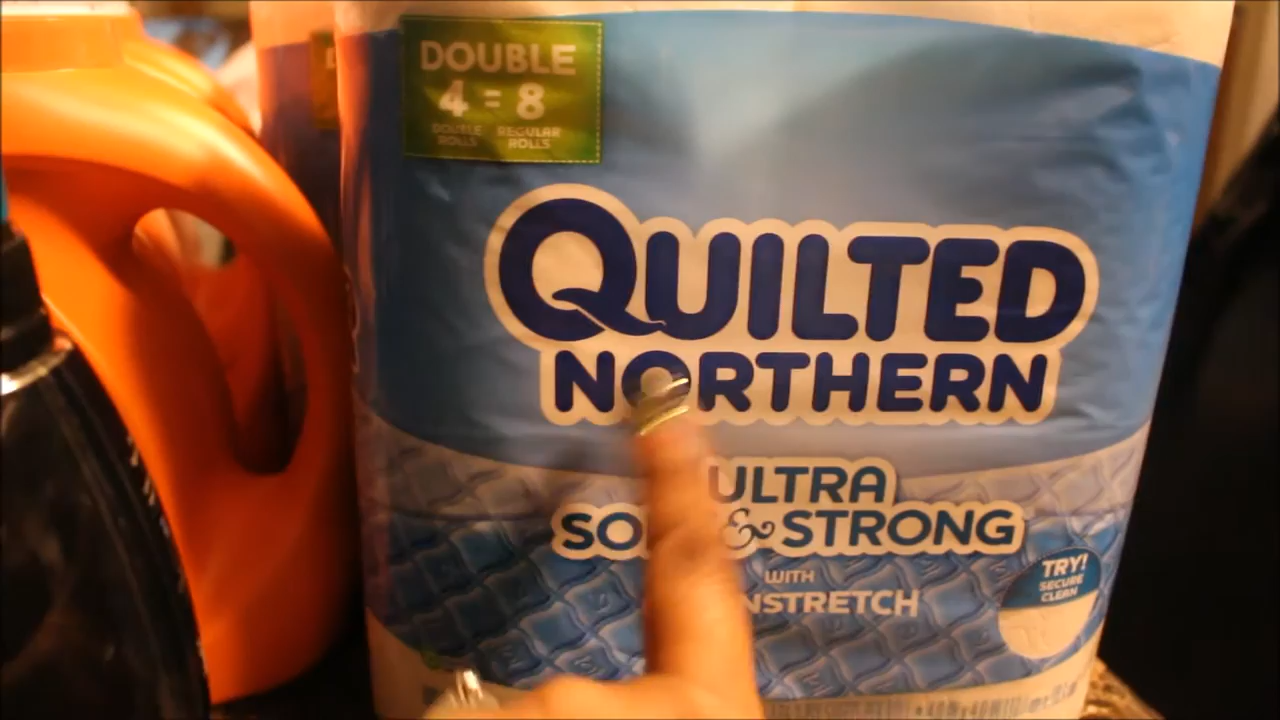 DOUBLE
4 = 8
DOUBLE REGULAR
ROLLS ROLLS
QUILTED
NORTHERN
ULTRA
& STRONG
WITH
TRY!
SECURE
CLEAN